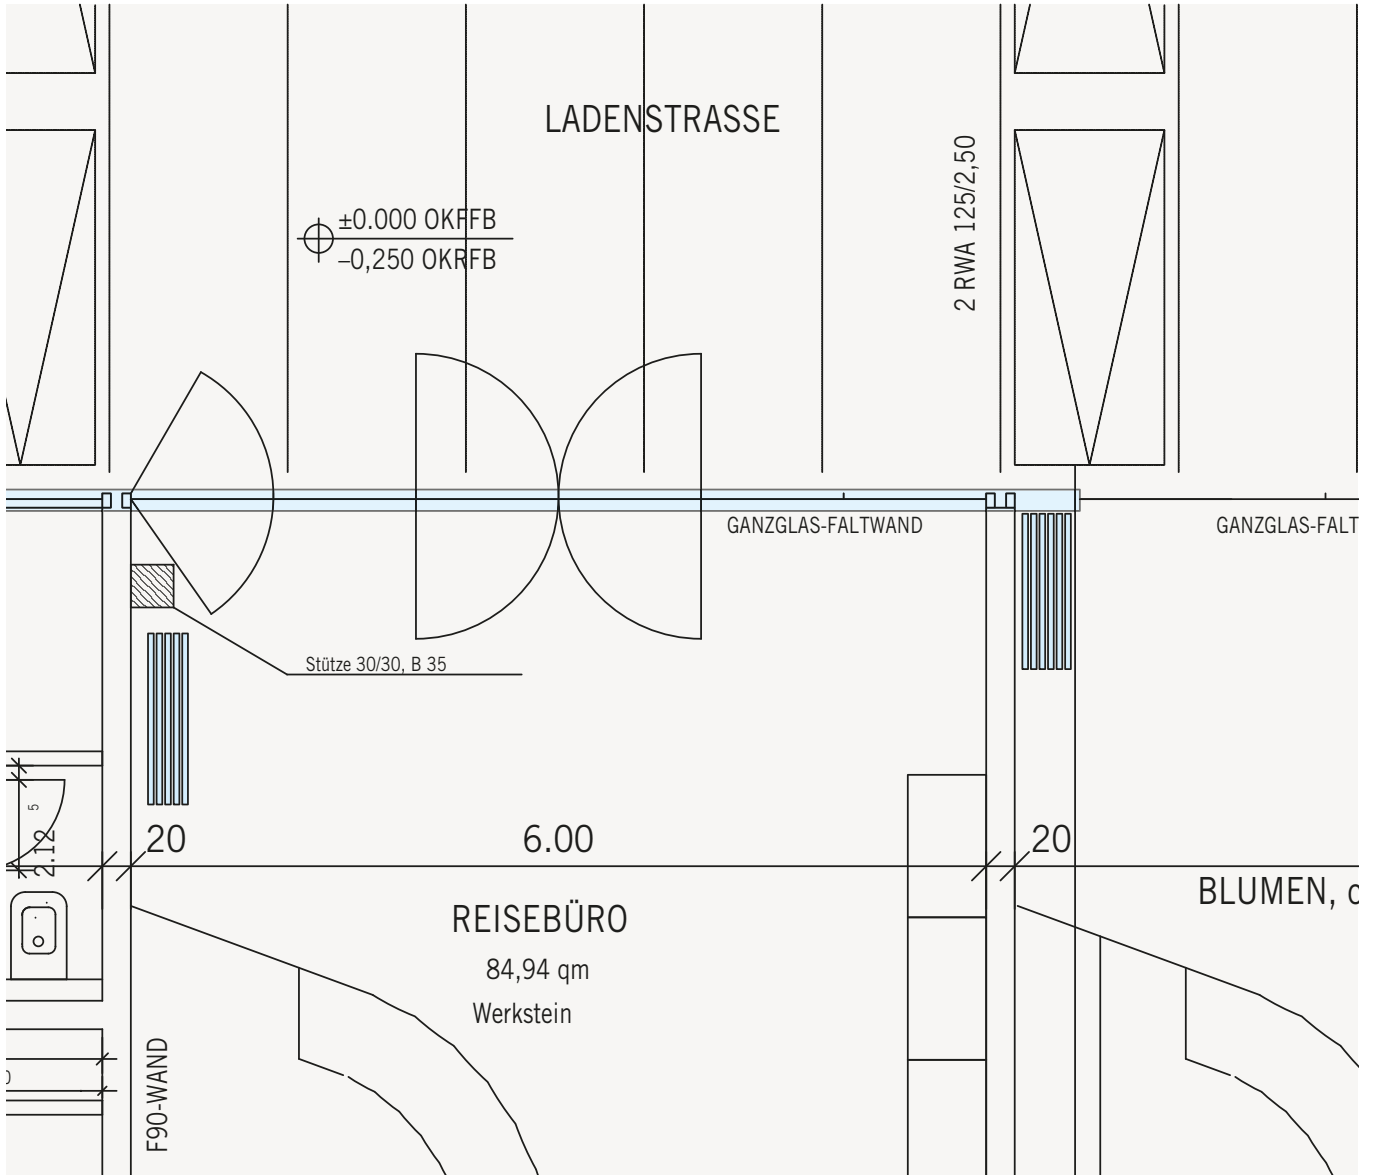 LADENSTRASSE
2 RWA 125/2,50
±0.000 OKFFB
–0,250 OKRFB
GANZGLAS-FALTWAND
GANZGLAS-FALT
Stütze 30/30, B 35
5
2.12
20
6.00
20
BLUMEN,
REISEBÜRO
84,94 qm
Werkstein
F90-WAND